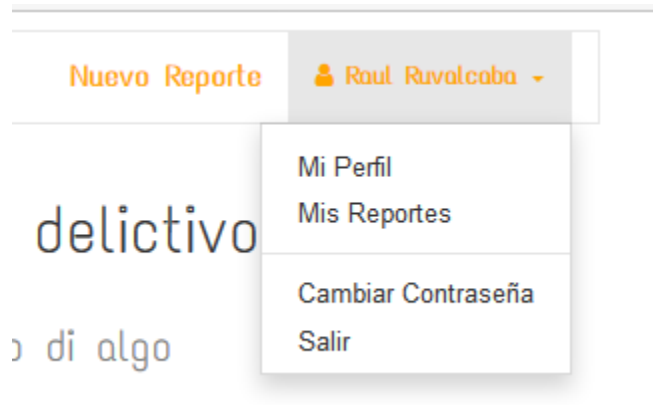 Nuevo Reporte Raul Ruvalcaba
Mi Perfil
Mis Reportes
delictivo
Cambiar Contraseña
Salir
di algo